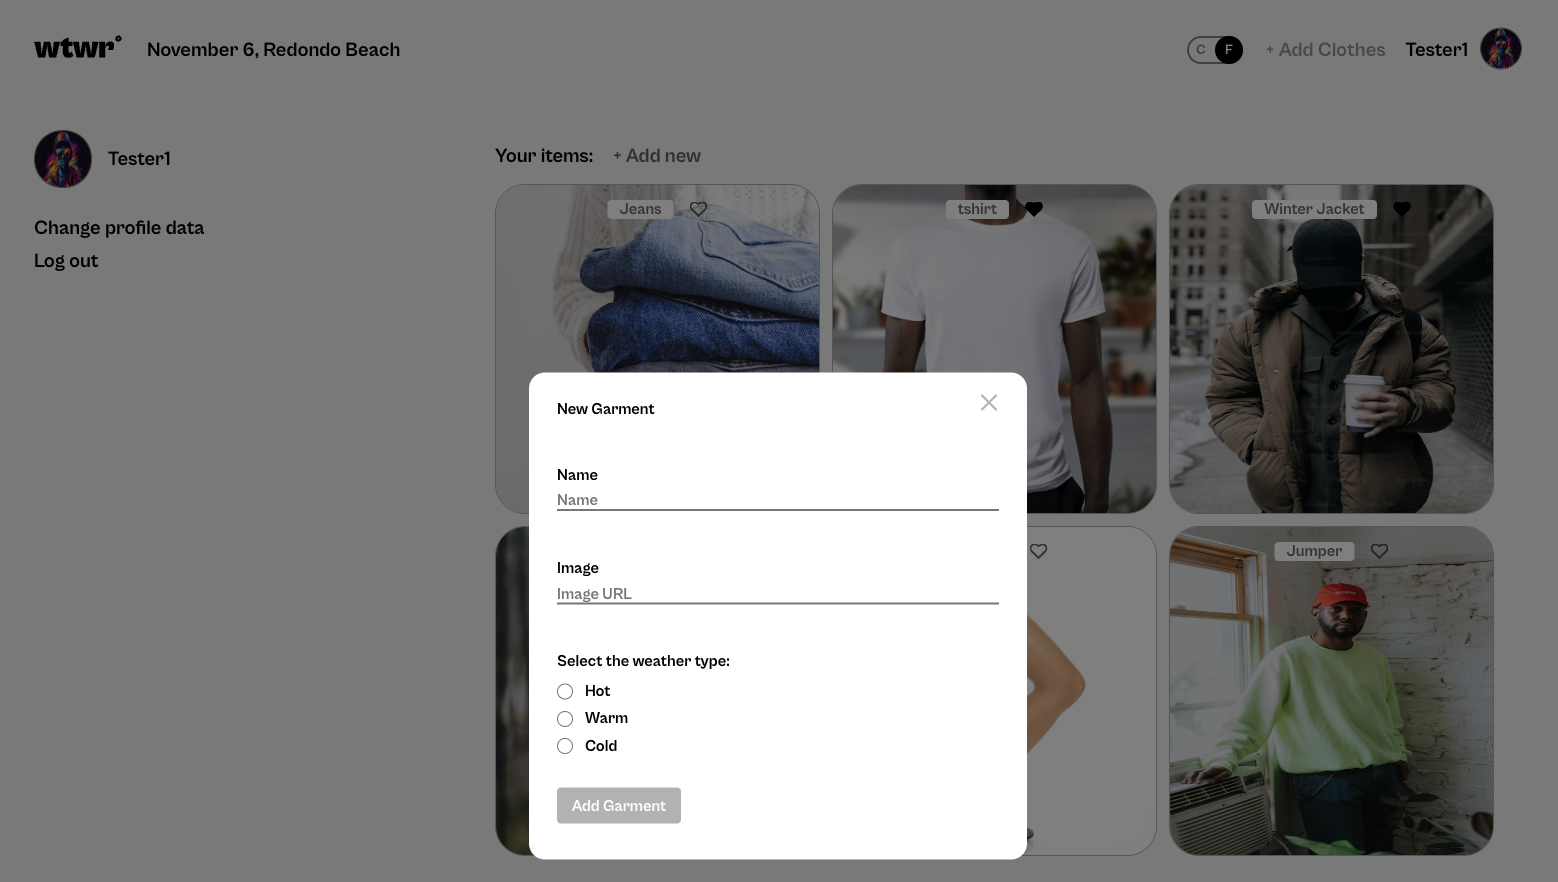 wtwr°
November 6, Redondo Beach
C F
+ Add Clothes
Tester1
Tester1
Change profile data
Log out
Your items:
+ Add new
Jeans
tshirt
Winter Jacket
Jumper
New Garment
Name
Name
Image
Image URL
Select the weather type:
Hot
Warm
Cold
Add Garment